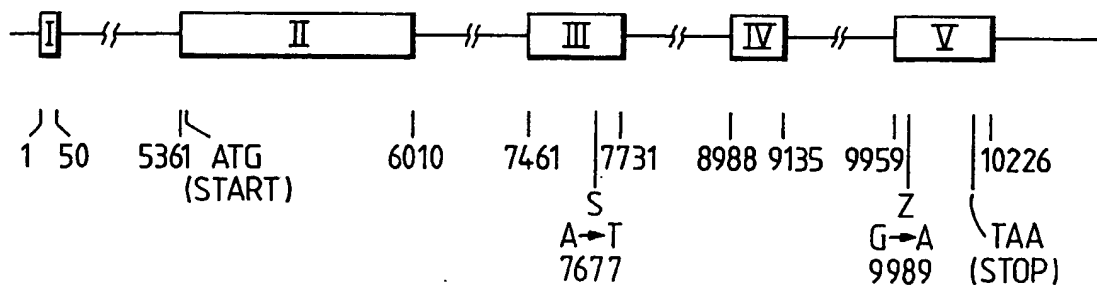 I II III IV V
1 50 5361 ATG 6010 7461 7731 8988 9135 9959 10226
(START)
S Z
A→T G→A TAA
7677 9989 (STOP)